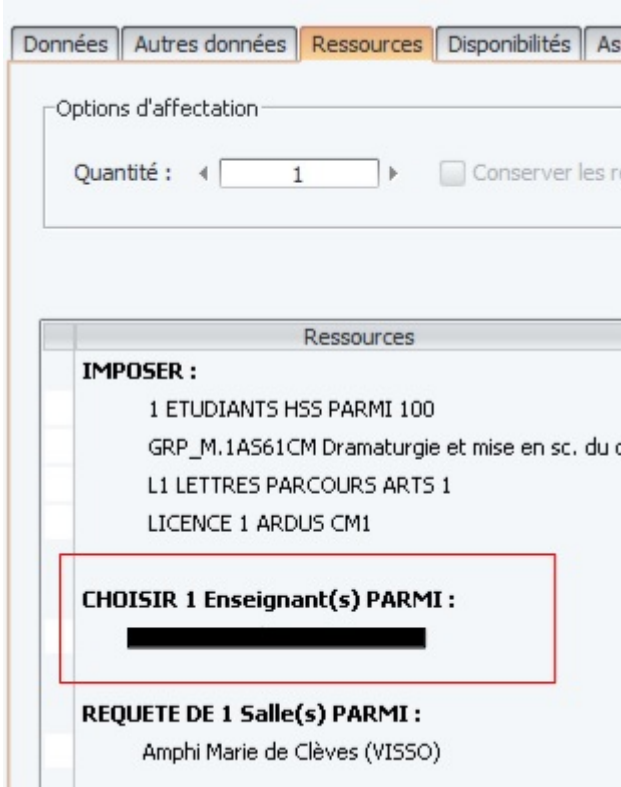 Données Autres données Ressources Disponibilités As
Options d'affectation
Quantité : 1 Conserver les r
Ressources
IMPOSER :
1 ETUDIANTS HSS PARMI 100
GRP_M.1AS61CM Dramaturgie et mise en sc. du
L1 LETTRES PARCOURS ARTS 1
LICENCE 1 ARDUS CM1
CHOISIR 1 Enseignant(s) PARMI :
REQUETE DE 1 Salle(s) PARMI :
Amphi Marie de Clèves (VISSO)